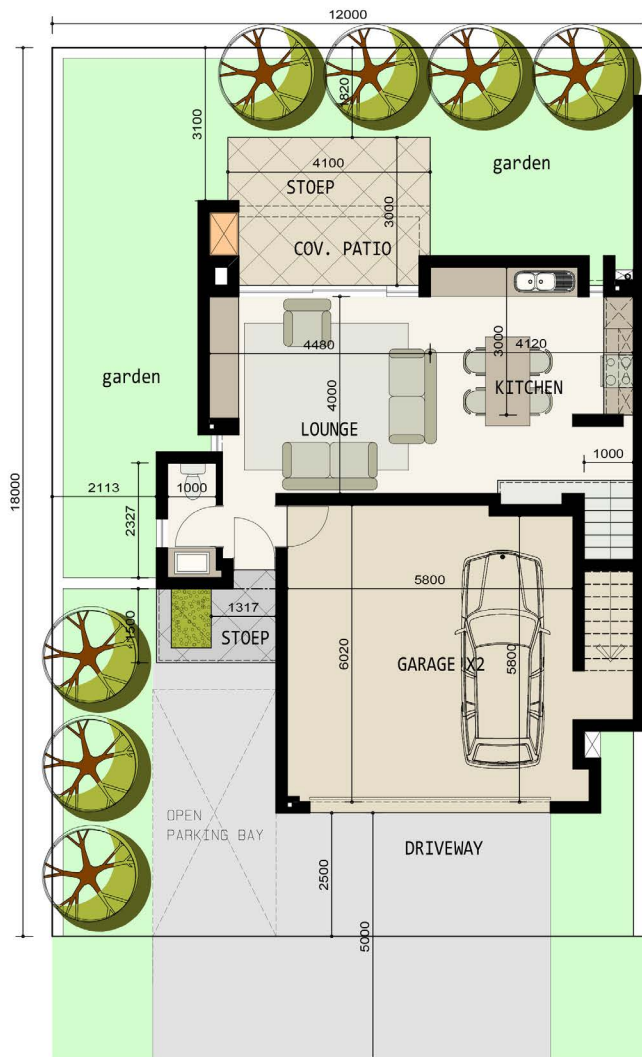 12000
1820
3100
4100
STOEP
garden
3000
COV. PATIO
4480
4120
3000
garden
KITCHEN
4000
LOUNGE
1000
2113
1000
18000
2327
5800
1317
1500
STOEP
6020
GARAGE X2
5800
OPEN
PARKING BAY
DRIVEWAY
2500
5000